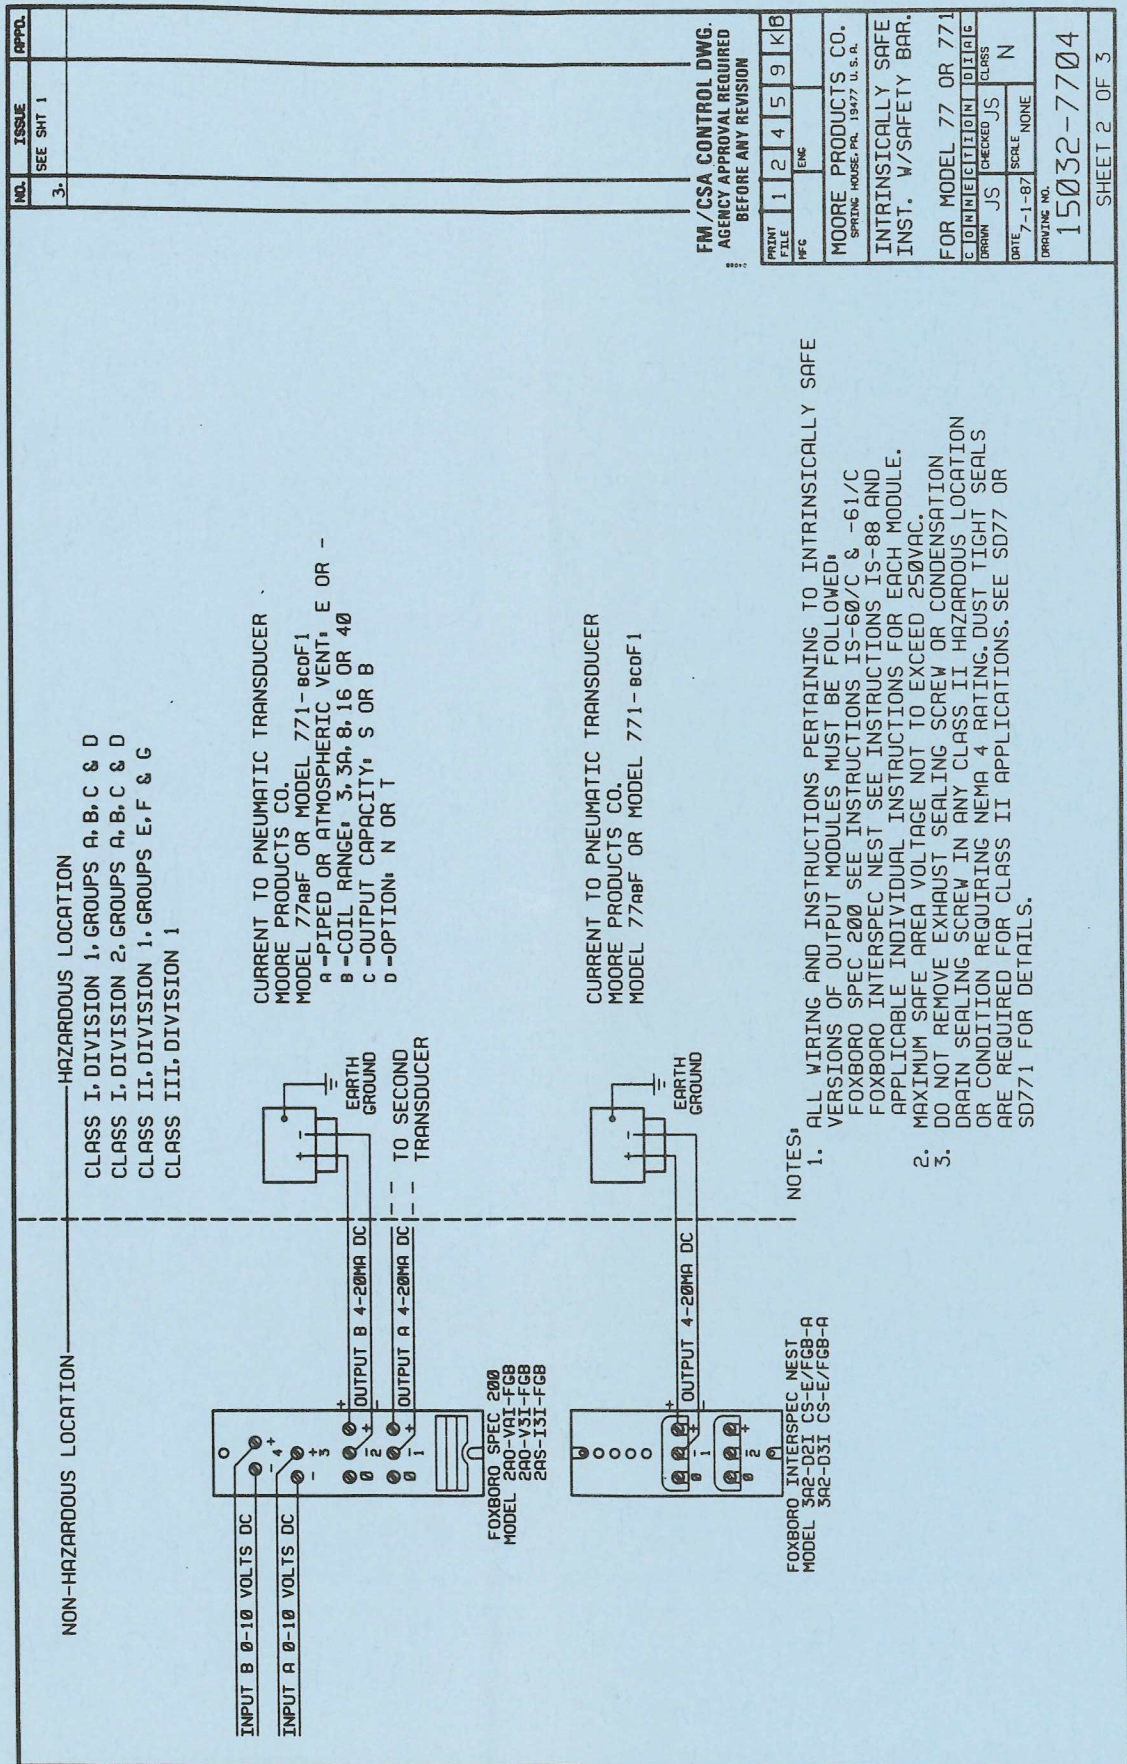 NON-HAZARDOUS LOCATION
HAZARDOUS LOCATION
CLASS I, DIVISION 1, GROUPS A, B, C & D
CLASS I, DIVISION 2, GROUPS A, B, C & D
CLASS II, DIVISION 1, GROUPS E, F & G
CLASS III, DIVISION 1
INPUT B 0-10 VOLTS DC
INPUT A 0-10 VOLTS DC
- +
4
- +
3
OUTPUT B 4-20MA DC
+
-
0 - +
2
OUTPUT A 4-20MA DC
0 - +
1
FOXBORO SPEC 200
MODEL 2AO-VAI-FGB
2AO-V3I-FGB
2AS-I3I-FGB
+ -
EARTH
GROUND
TO SECOND
TRANSDUCER
CURRENT TO PNEUMATIC TRANSDUCER
MOORE PRODUCTS CO.
MODEL 77ABF OR MODEL 771-BCDF1
A-PIPED OR ATMOSPHERIC VENT: E OR -
B-COIL RANGE: 3, 3A, 8, 16 OR 40
C-OUTPUT CAPACITY: S OR B
D-OPTION: N OR T
OUTPUT 4-20MA DC
+
-
0 - +
1
0 - +
2
FOXBORO INTERSPEC NEST
MODEL 3A2-D2I CS-E/FGB-A
3A2-D3I CS-E/FGB-A
+ -
EARTH
GROUND
CURRENT TO PNEUMATIC TRANSDUCER
MOORE PRODUCTS CO.
MODEL 77ABF OR MODEL 771-BCDF1
NOTES:
1. ALL WIRING AND INSTRUCTIONS PERTAINING TO INTRINSICALLY SAFE
VERSIONS OF OUTPUT MODULES MUST BE FOLLOWED:
FOXBORO SPEC 200 SEE INSTRUCTIONS IS-60/C & -61/C
FOXBORO INTERSPEC NEST SEE INSTRUCTIONS IS-88 AND
APPLICABLE INDIVIDUAL INSTRUCTIONS FOR EACH MODULE.
2. MAXIMUM SAFE AREA VOLTAGE NOT TO EXCEED 250VAC.
3. DO NOT REMOVE EXHAUST SEALING SCREW OR CONDENSATION
DRAIN SEALING SCREW IN ANY CLASS II HAZARDOUS LOCATION
OR CONDITION REQUIRING NEMA 4 RATING. DUST TIGHT SEALS
ARE REQUIRED FOR CLASS II APPLICATIONS. SEE SD77 OR
SD771 FOR DETAILS.
NO. ISSUE APPD.
3. SEE SHT 1
FM/CSA CONTROL DWG.
AGENCY APPROVAL REQUIRED
BEFORE ANY REVISION
PRINT FILE 1 2 4 5 9 K B
MFG ENG
MOORE PRODUCTS CO.
SPRING HOUSE, PA. 19477 U.S.A.
INTRINSICALLY SAFE
INST. W/SAFETY BAR.
FOR MODEL 77 OR 771
CONNECTION DIAG
DRAWN JS CHECKED JS CLASS N
DATE 7-1-87 SCALE NONE
DRAWING NO.
15032-7704
SHEET 2 OF 3